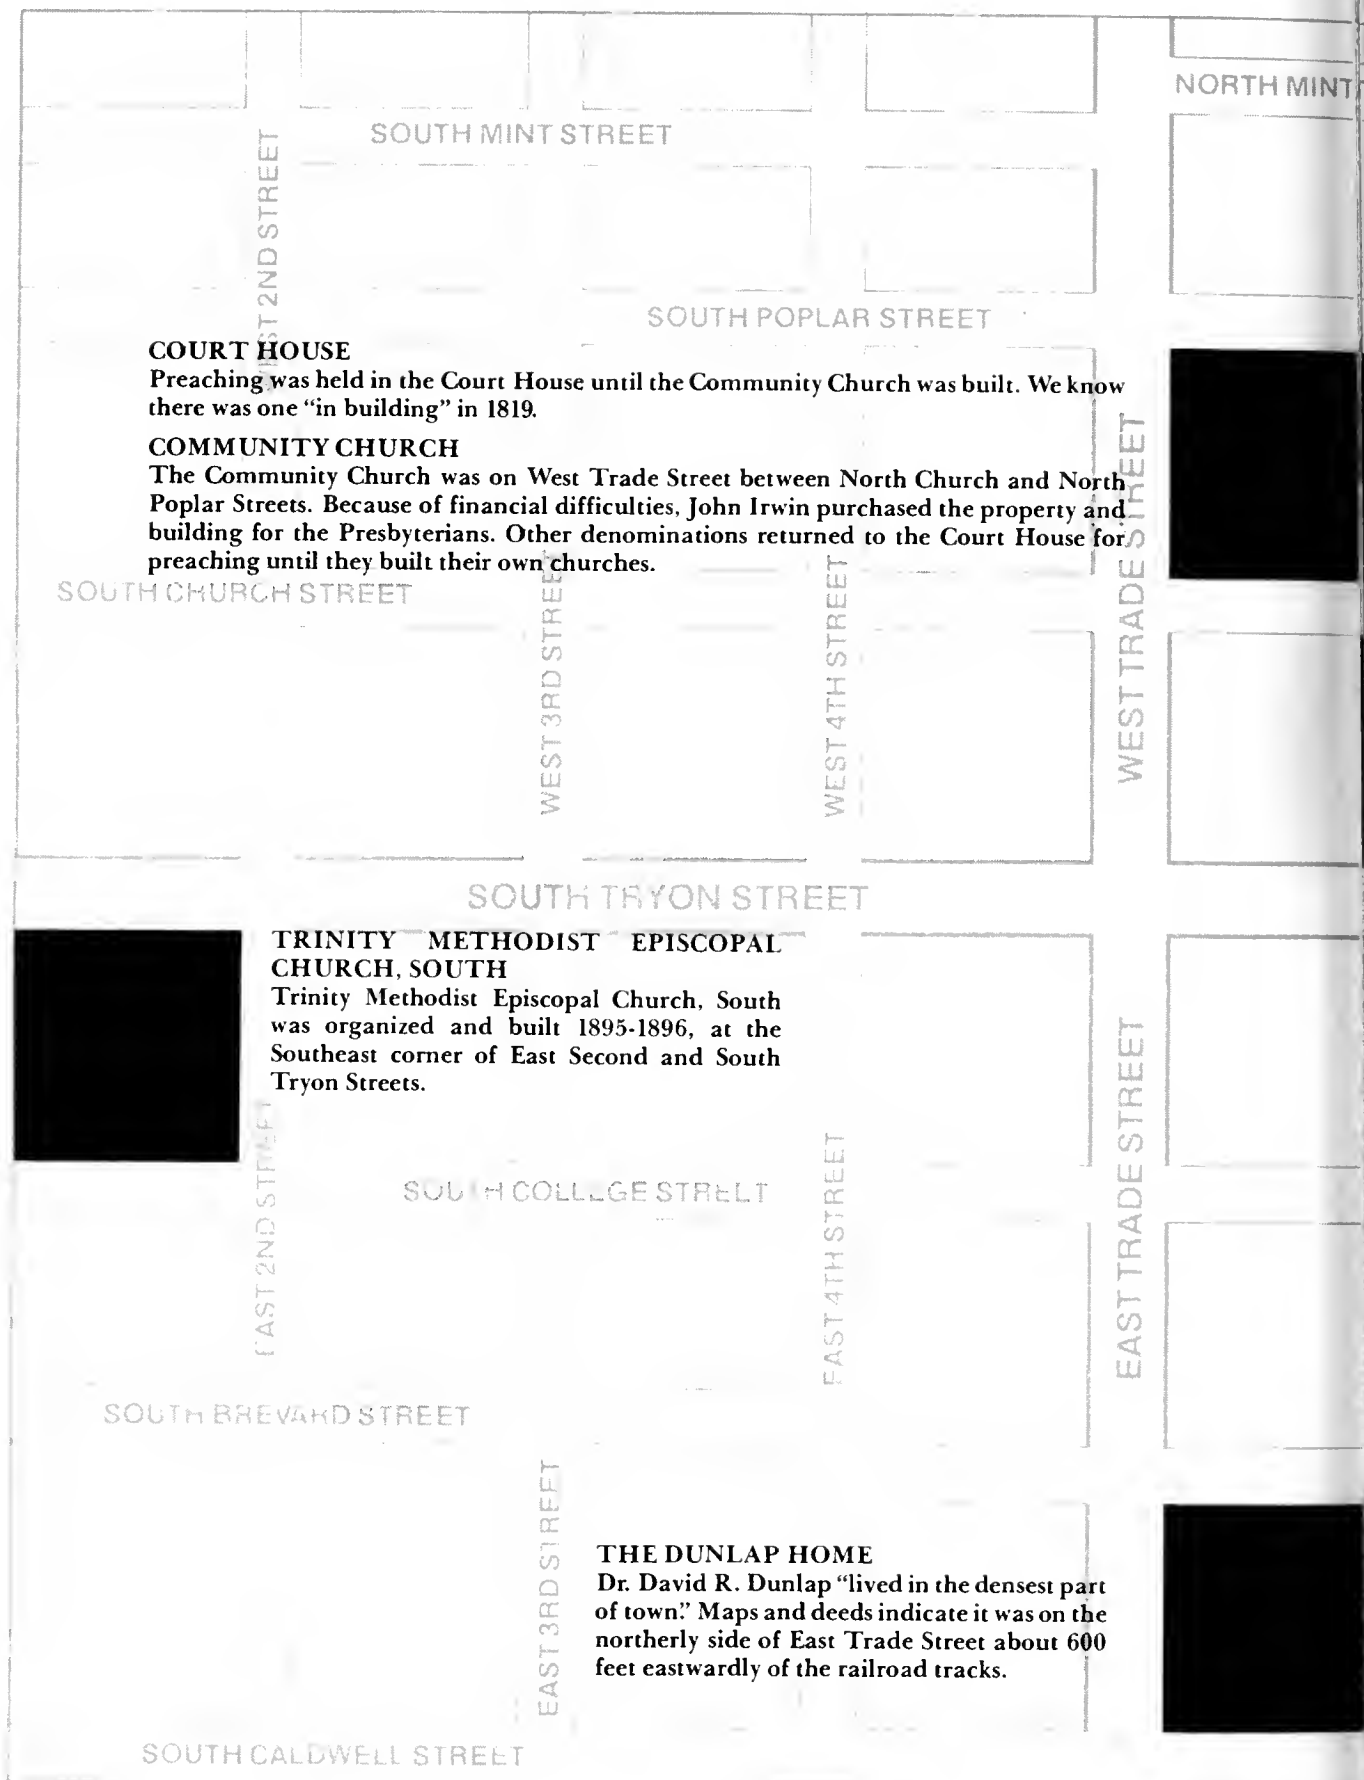 NORTH MINT
SOUTH MINT STREET
2ND STREET
SOUTH POPLAR STREET
COURT HOUSE
Preaching was held in the Court House until the Community Church was built. We know
there was one “in building” in 1819.
COMMUNITY CHURCH
The Community Church was on West Trade Street between North Church and North
Poplar Streets. Because of financial difficulties, John Irwin purchased the property and
building for the Presbyterians. Other denominations returned to the Court House for
preaching until they built their own churches.
SOUTH CHURCH STREET
WEST 3RD STREET
WEST 4TH STREET
WEST TRADE STREET
SOUTH TRYON STREET
TRINITY METHODIST EPISCOPAL
CHURCH, SOUTH
Trinity Methodist Episcopal Church, South
was organized and built 1895-1896, at the
Southeast corner of East Second and South
Tryon Streets.
EAST 2ND STREET
SOUTH COLLEGE STREET
EAST 4TH STREET
EAST TRADE STREET
SOUTH BREVARD STREET
EAST 3RD STREET
THE DUNLAP HOME
Dr. David R. Dunlap “lived in the densest part
of town.” Maps and deeds indicate it was on the
northerly side of East Trade Street about 600
feet eastwardly of the railroad tracks.
SOUTH CALDWELL STREET